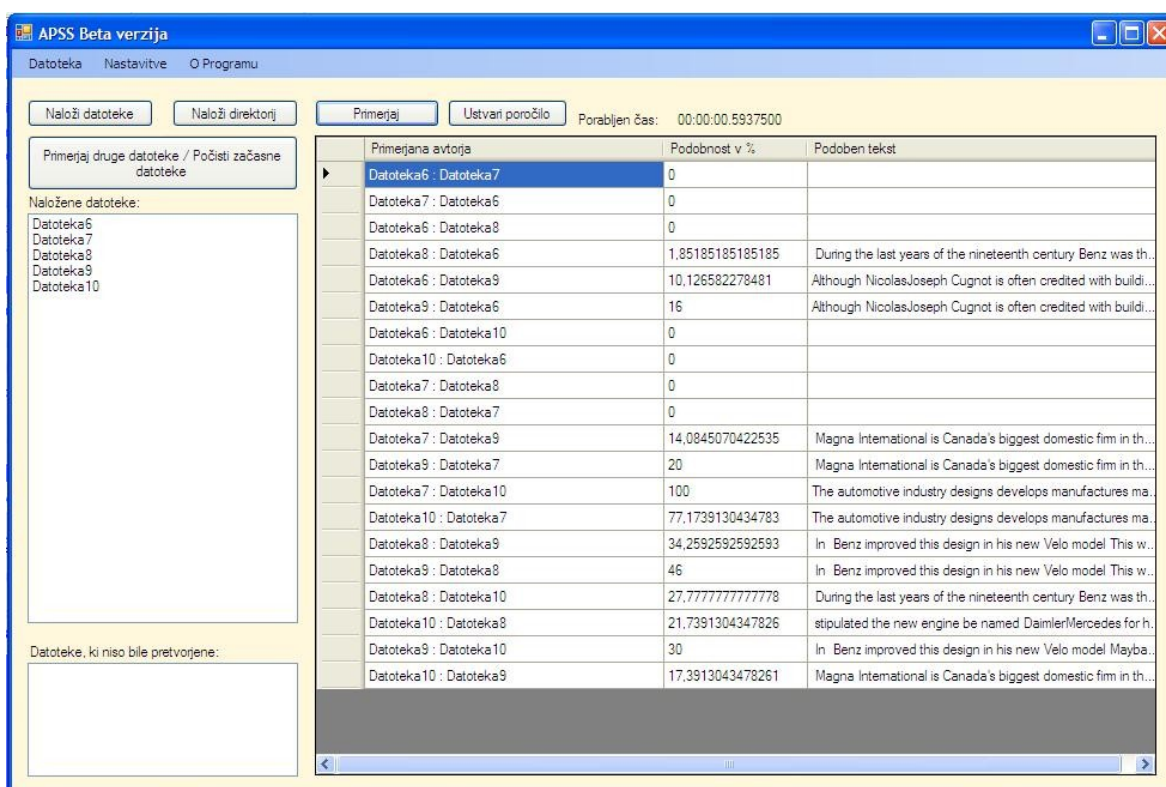 APSS Beta verzija
Datoteka Nastavitve O Programu
Naloži datoteke Naloži direktorij Primerjaj Ustvari poročilo Porabljen čas: 00:00:00.5937500
Primerjaj druge datoteke / Počisti začasne
datoteke
Naložene datoteke:
Datoteka6
Datoteka7
Datoteka8
Datoteka9
Datoteka10
Datoteke, ki niso bile pretvorjene:
Primerjana avtorja Podobnost v % Podoben tekst
Datoteka6 : Datoteka7 0
Datoteka7 : Datoteka6 0
Datoteka6 : Datoteka8 0
Datoteka8 : Datoteka6 1,85185185185185 During the last years of the nineteenth century Benz was th...
Datoteka6 : Datoteka9 10,126582278481 Although NicolasJoseph Cugnot is often credited with buildi...
Datoteka9 : Datoteka6 16 Although NicolasJoseph Cugnot is often credited with buildi...
Datoteka6 : Datoteka10 0
Datoteka10 : Datoteka6 0
Datoteka7 : Datoteka8 0
Datoteka8 : Datoteka7 0
Datoteka7 : Datoteka9 14,0845070422535 Magna International is Canada's biggest domestic firm in th...
Datoteka9 : Datoteka7 20 Magna International is Canada's biggest domestic firm in th...
Datoteka7 : Datoteka10 100 The automotive industry designs develops manufactures ma...
Datoteka10 : Datoteka7 77,1739130434783 The automotive industry designs develops manufactures ma...
Datoteka8 : Datoteka9 34,2592592592593 In Benz improved this design in his new Velo model This w...
Datoteka9 : Datoteka8 46 In Benz improved this design in his new Velo model This w...
Datoteka8 : Datoteka10 27,7777777777778 During the last years of the nineteenth century Benz was th...
Datoteka10 : Datoteka8 21,7391304347826 stipulated the new engine be named DaimlerMercedes for h...
Datoteka9 : Datoteka10 30 In Benz improved this design in his new Velo model Mayba...
Datoteka10 : Datoteka9 17,3913043478261 Magna International is Canada's biggest domestic firm in th...